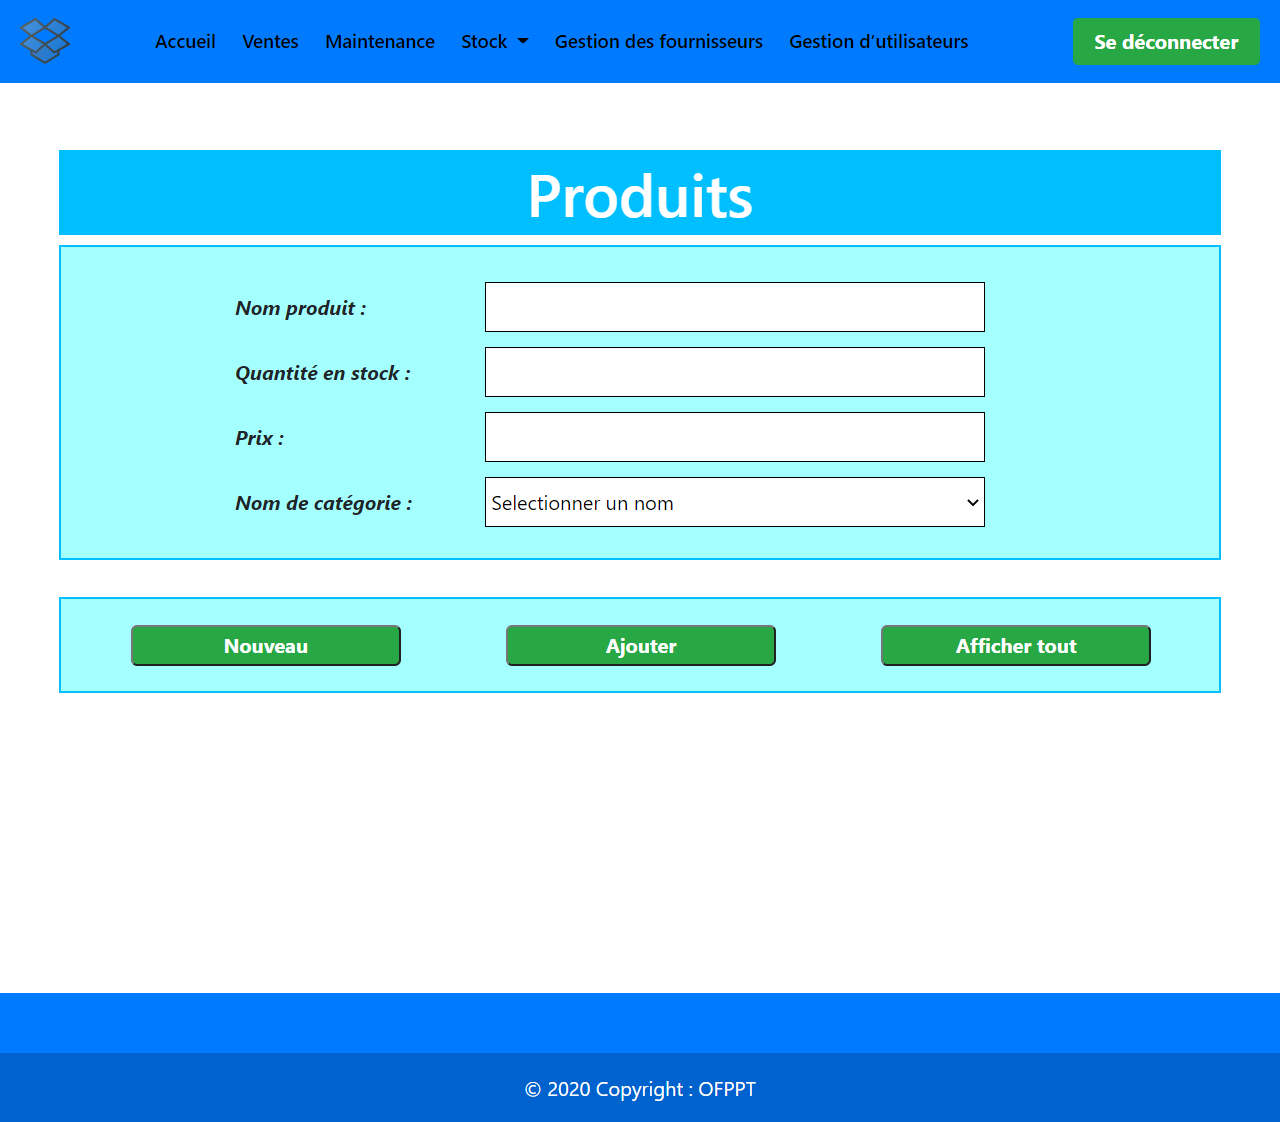 Accueil Ventes Maintenance Stock Gestion des fournisseurs Gestion d’utilisateurs Se déconnecter
Produits
Nom produit :
Quantité en stock :
Prix :
Nom de catégorie : Selectionner un nom
Nouveau Ajouter Afficher tout
© 2020 Copyright : OFPPT